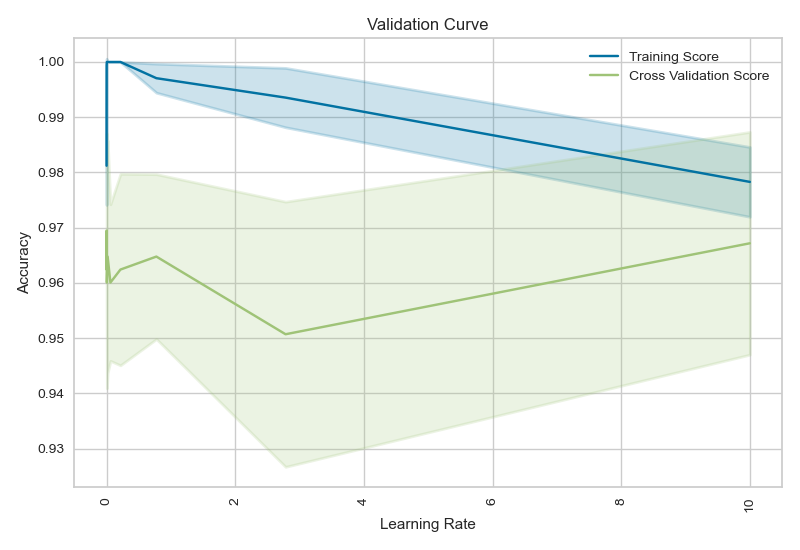 Validation Curve
Training Score
Cross Validation Score
Accuracy
1.00
0.99
0.98
0.97
0.96
0.95
0.94
0.93
0
2
4
6
8
10
Learning Rate